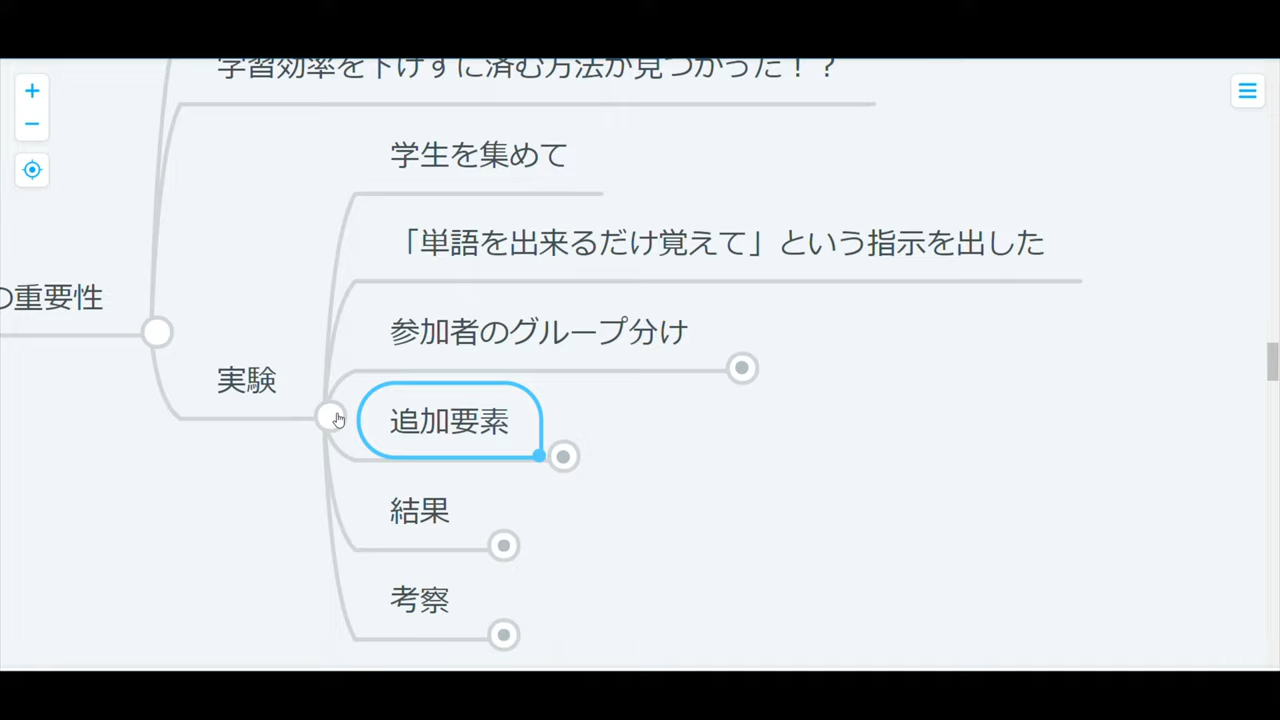 学習効率を下げずに済む方法が見つかった！？
学生を集めて
「単語を出来るだけ覚えて」という指示を出した
の重要性
参加者のグループ分け
実験
追加要素
結果
考察